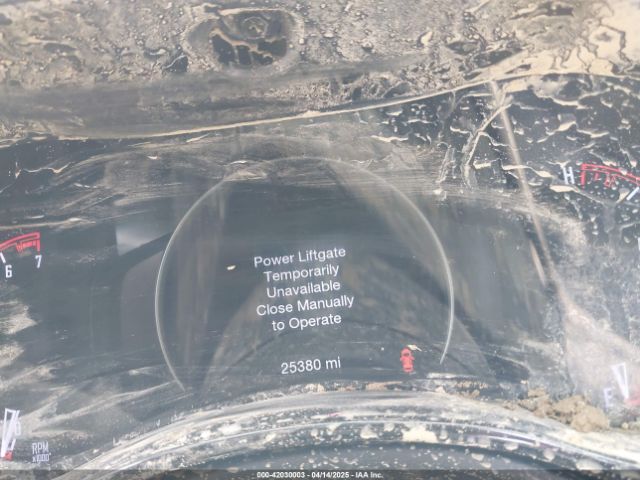 H
6 7
Power Liftgate
Temporarily
Unavailable
Close Manually
to Operate
25380 mi
E
RPM
x1000
000-42030003 - 04/14/2025 - IAA Inc.